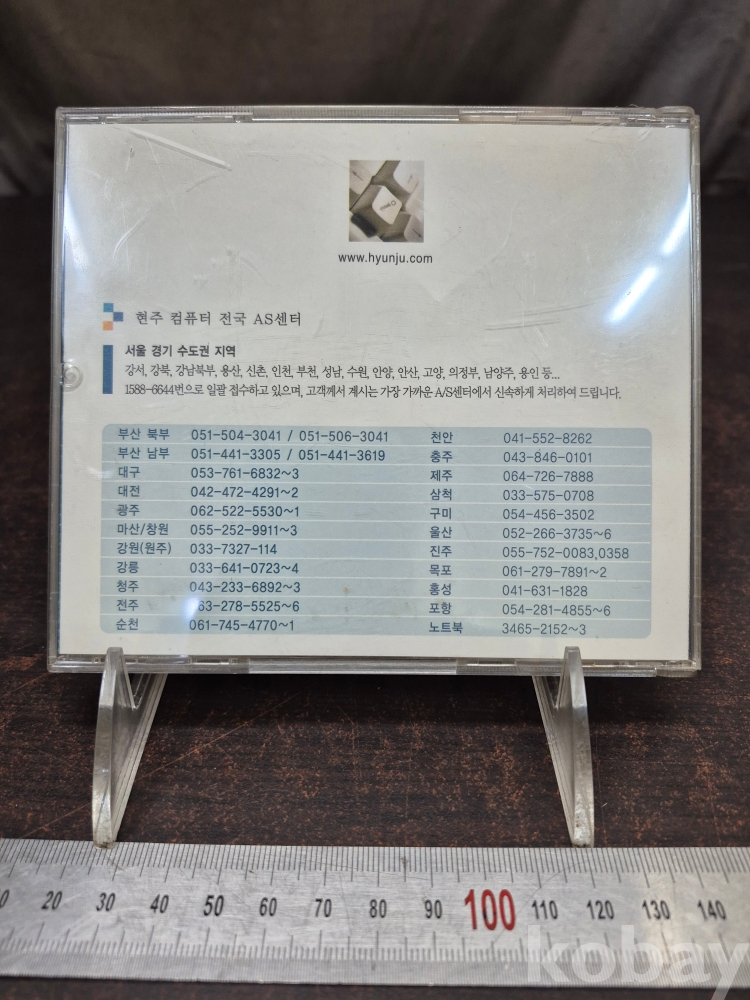 www.hyunju.com
현주 컴퓨터 전국 AS센터
서울 경기 수도권 지역
강서, 강북, 강남북부, 용산, 신촌, 인천, 부천, 성남, 수원, 안양, 안산, 고양, 의정부, 남양주, 용인 등...
1588-6644번으로 일괄 접수하고 있으며, 고객께서 계시는 가장 가까운 A/S센터에서 신속하게 처리하여 드립니다.
부산 북부 051-504-3041 / 051-506-3041
부산 남부 051-441-3305 / 051-441-3619
대구 053-761-6832~3
대전 042-472-4291~2
광주 062-522-5530~1
마산/창원 055-252-9911~3
강원(원주) 033-7327-114
강릉 033-641-0723~4
청주 043-233-6892~3
전주 63-278-5525~6
순천 061-745-4770~1
천안 041-552-8262
충주 043-846-0101
제주 064-726-7888
삼척 033-575-0708
구미 054-456-3502
울산 052-266-3735~6
진주 055-752-0083,0358
목포 061-279-7891~2
홍성 041-631-1828
포항 054-281-4855~6
노트북 3465-2152~3
20 30 40 50 60 70 80 90 100 110 120 130 140
kobay